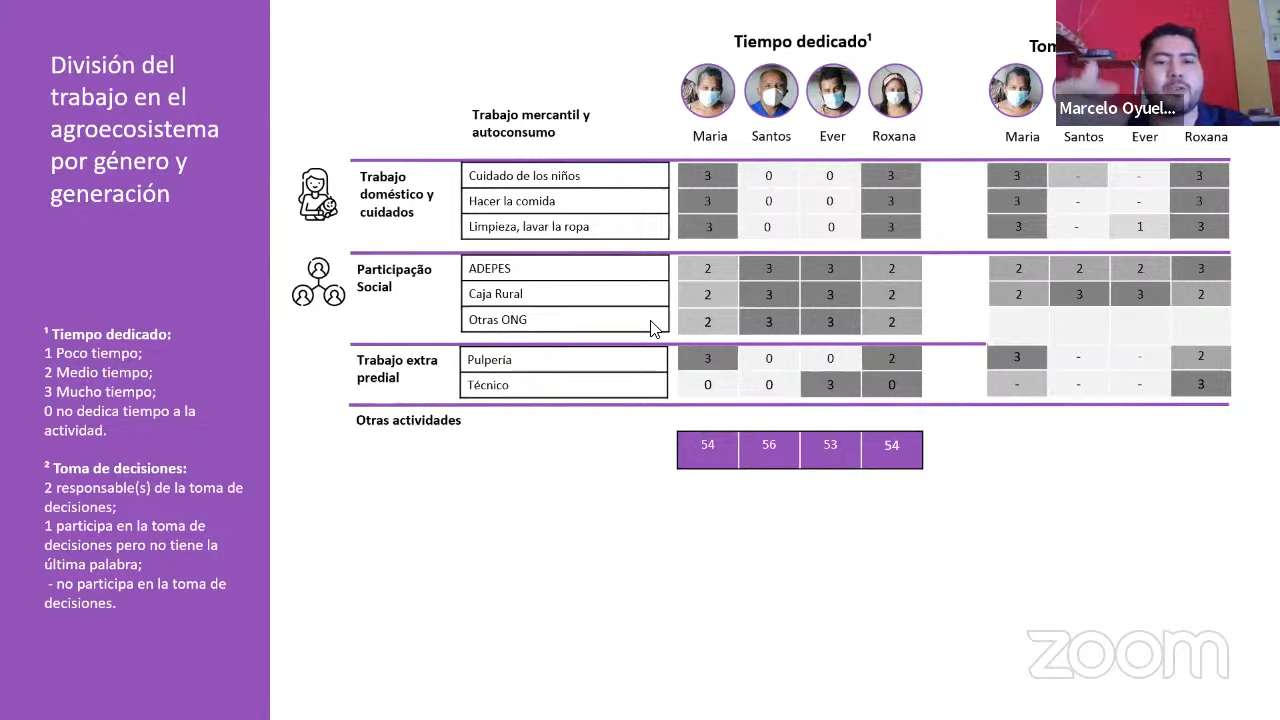 División del
trabajo en el
agroecosistema
por género y
generación
¹ Tiempo dedicado:
1 Poco tiempo;
2 Medio tiempo;
3 Mucho tiempo;
0 no dedica tiempo a la
actividad.
² Toma de decisiones:
2 responsable(s) de la toma de
decisiones;
1 participa en la toma de
decisiones pero no tiene la
última palabra;
- no participa en la toma de
decisiones.
Tiempo dedicado¹
Tom
Marcelo Oyuel...
Trabajo mercantil y
autoconsumo
Maria Santos Ever Roxana Maria Santos Ever Roxana
Trabajo
doméstico y
cuidados
Cuidado de los niños 3 0 0 3 3 - - 3
Hacer la comida 3 0 0 3 3 - - 3
Limpieza, lavar la ropa 3 0 0 3 3 - 1 3
Participação
Social
ADEPES 2 3 3 2 2 2 2 3
Caja Rural 2 3 3 2 2 3 3 2
Otras ONG 2 3 3 2
Trabajo extra
predial
Pulpería 3 0 0 2 3 - - 2
Técnico 0 0 3 0 - - - 3
Otras actividades
54 56 53 54
zoom